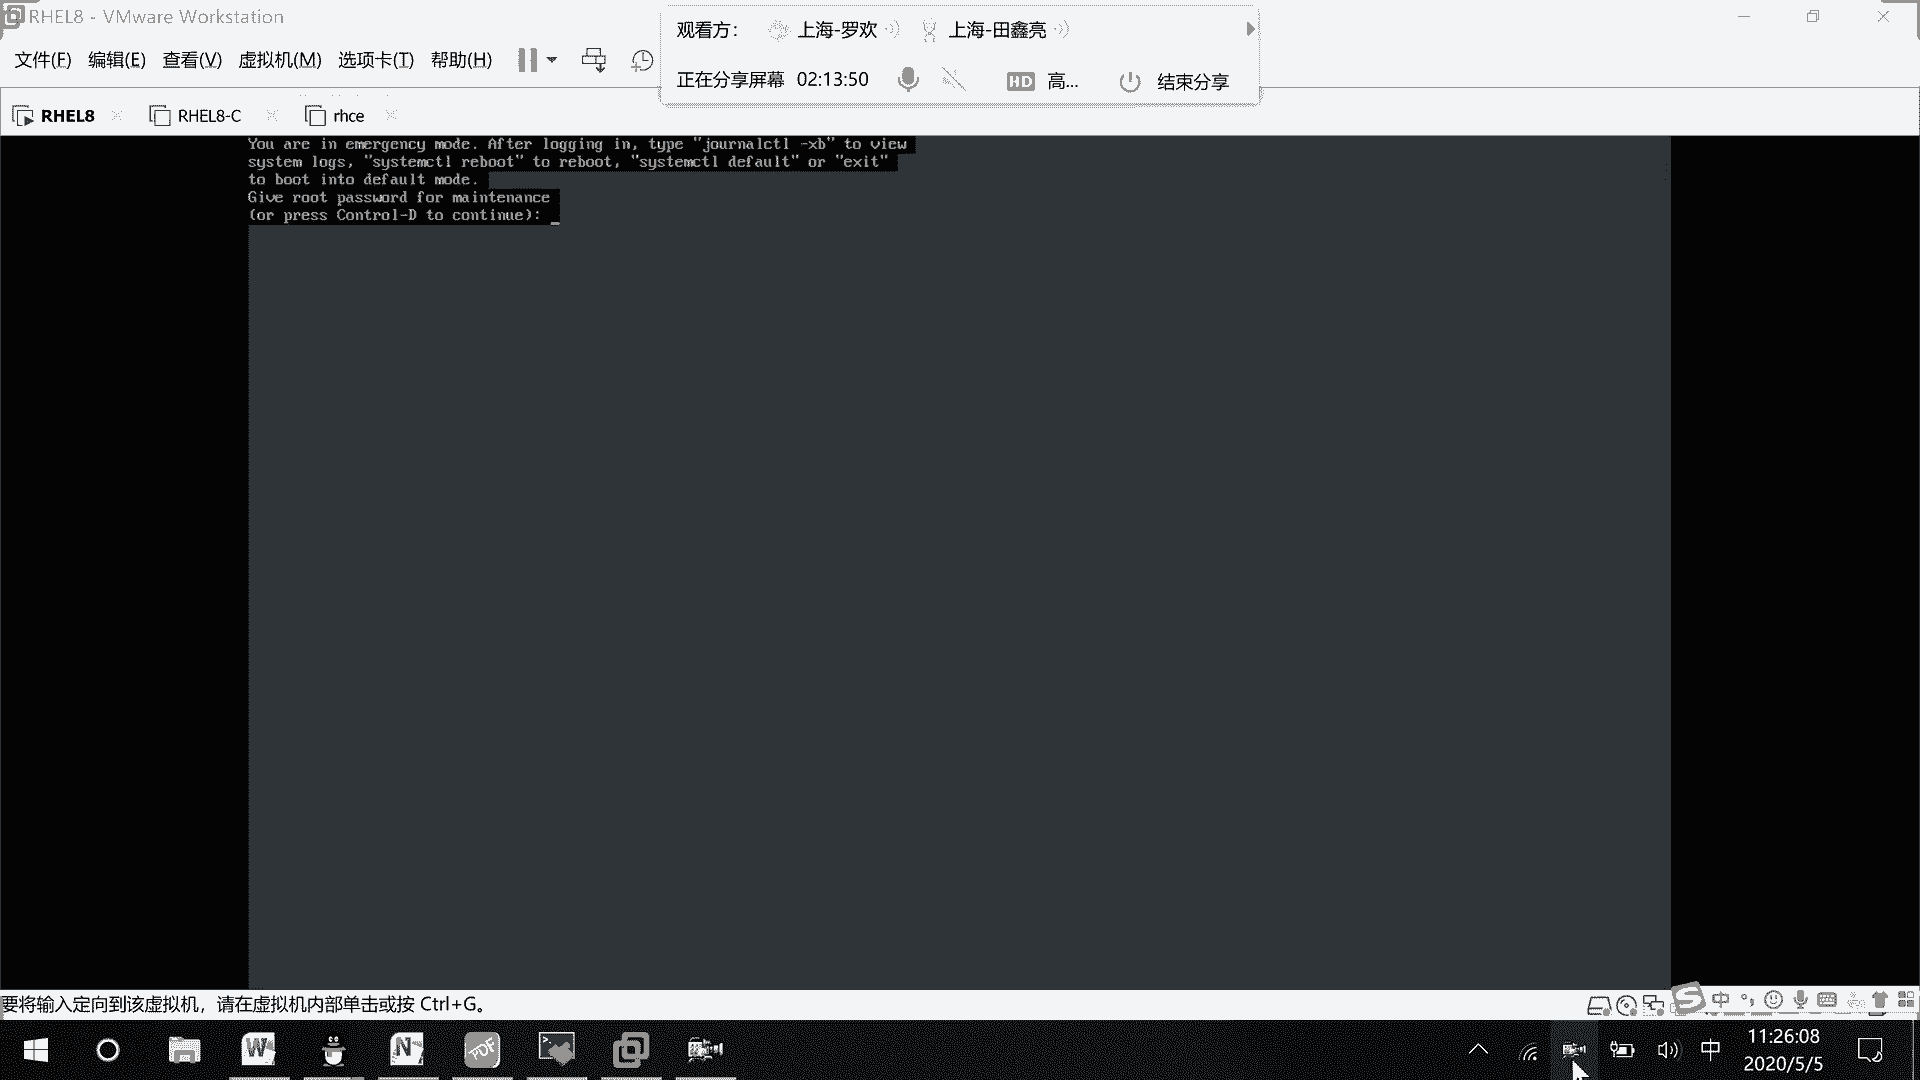 RHEL8 - VMware Workstation
观看方： 上海-罗欢 上海-田鑫亮
文件(F) 编辑(E) 查看(V) 虚拟机(M) 选项卡(T) 帮助(H)
正在分享屏幕 02:13:50 HD 高... 结束分享
RHEL8 RHEL8-C rhce
You are in emergency mode. After logging in, type "journalctl -xb" to view
system logs, "systemctl reboot" to reboot, "systemctl default" or "exit"
to boot into default mode.
Give root password for maintenance
(or press Control-D to continue): _
要将输入定向到该虚拟机，请在虚拟机内部单击或按 Ctrl+G。
S 中
W N PDF 中 11:26:08
2020/5/5